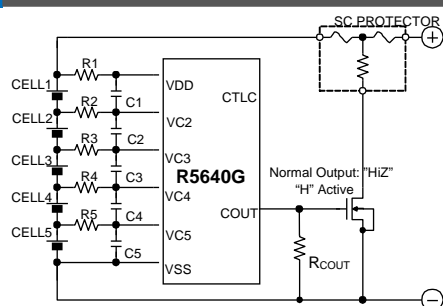 SC PROTECTOR
R1
CELL1
VDD
CTLC
C1
R2
CELL2
VC2
C2
R3
CELL3
VC3
R5640G
Normal Output: "HiZ"
"H" Active
C3
R4
CELL4
VC4
COUT
C4
R5
CELL5
VC5
RCOUT
C5
VSS